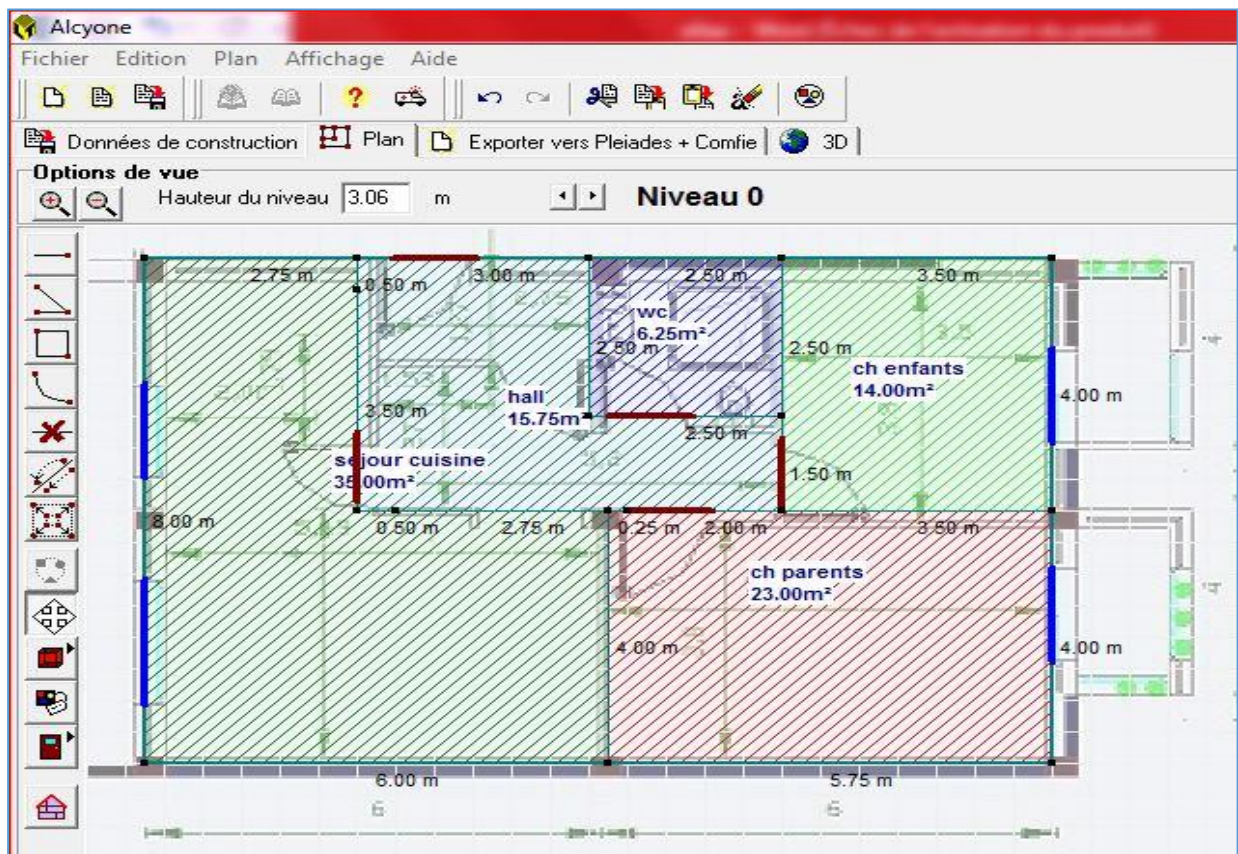 Alcyone
Fichier Edition Plan Affichage Aide
Données de construction Plan Exporter vers Pleiades + Comfie 3D
Options de vue
Hauteur du niveau 3.06 m Niveau 0
2.75 m 0.50 m 3.00 m 2.50 m 3.50 m
wc
6.25m²
2.50 m 2.50 m
ch enfants
14.00m²
hall
15.75m²
3.50 m 4.00 m
2.50 m
séjour cuisine
35.00m²
1.50 m
8.00 m 0.50 m 2.75 m 0.25 m 2.00 m 3.50 m
ch parents
23.00m²
4.00 m 4.00 m
6.00 m 5.75 m
6 6